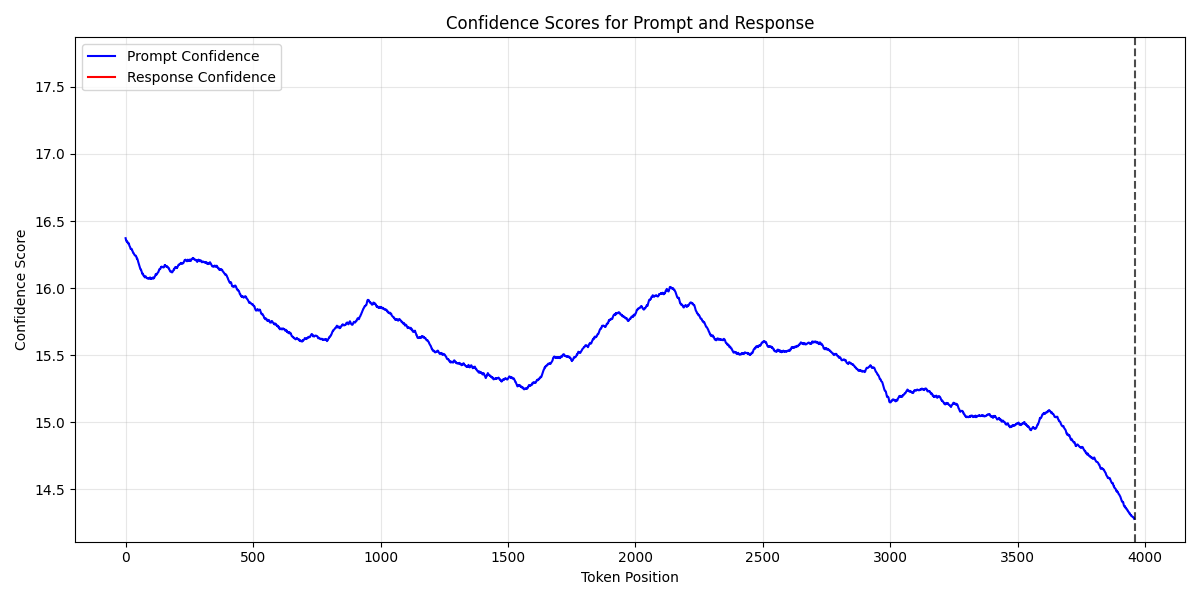 Confidence Scores for Prompt and Response
Prompt Confidence
Response Confidence
Confidence Score
17.5
17.0
16.5
16.0
15.5
15.0
14.5
0 500 1000 1500 2000 2500 3000 3500 4000
Token Position